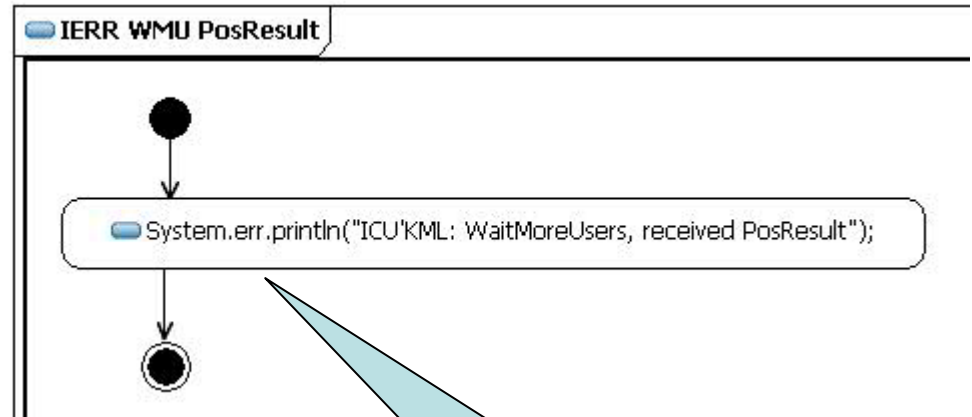 IERR WMU PosResult
System.err.println("ICU'KML: WaitMoreUsers, received PosResult");